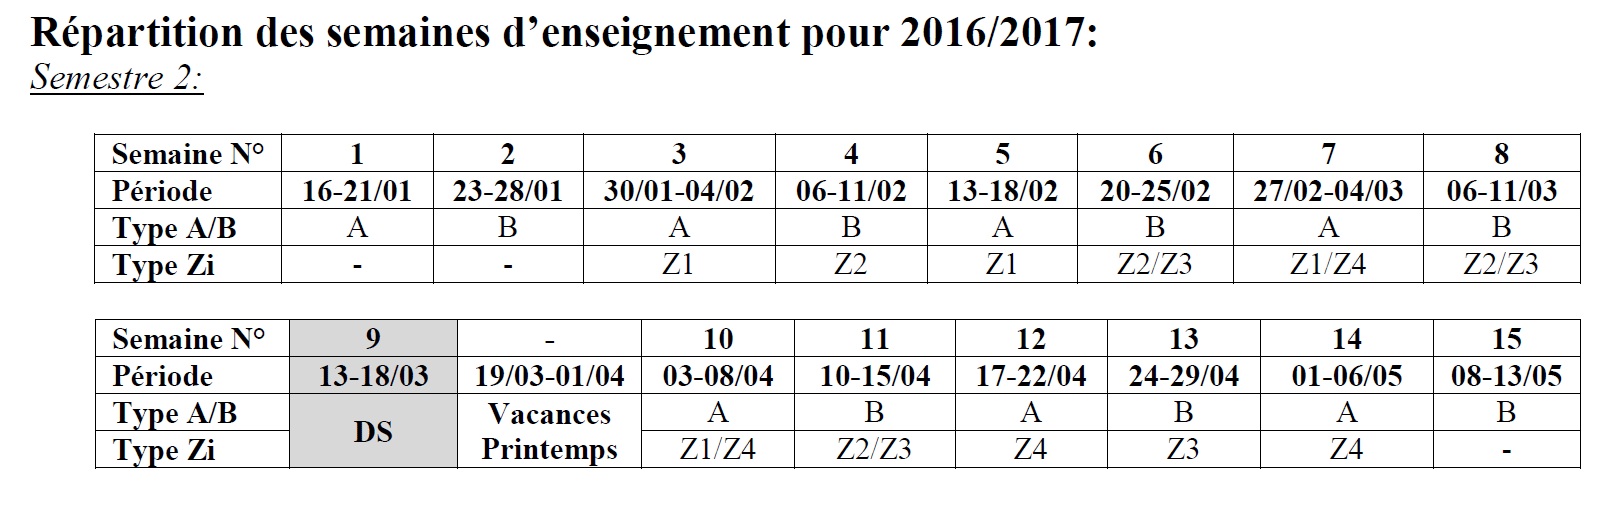 Répartition des semaines d’enseignement pour 2016/2017:
Semestre 2:
Semaine N° 1 2 3 4 5 6 7 8
Période 16-21/01 23-28/01 30/01-04/02 06-11/02 13-18/02 20-25/02 27/02-04/03 06-11/03
Type A/B A B A B A B A B
Type Zi - - Z1 Z2 Z1 Z2/Z3 Z1/Z4 Z2/Z3
Semaine N° 9 - 10 11 12 13 14 15
Période 13-18/03 19/03-01/04 03-08/04 10-15/04 17-22/04 24-29/04 01-06/05 08-13/05
Type A/B DS Vacances A B A B A B
Type Zi Printemps Z1/Z4 Z2/Z3 Z4 Z3 Z4 -